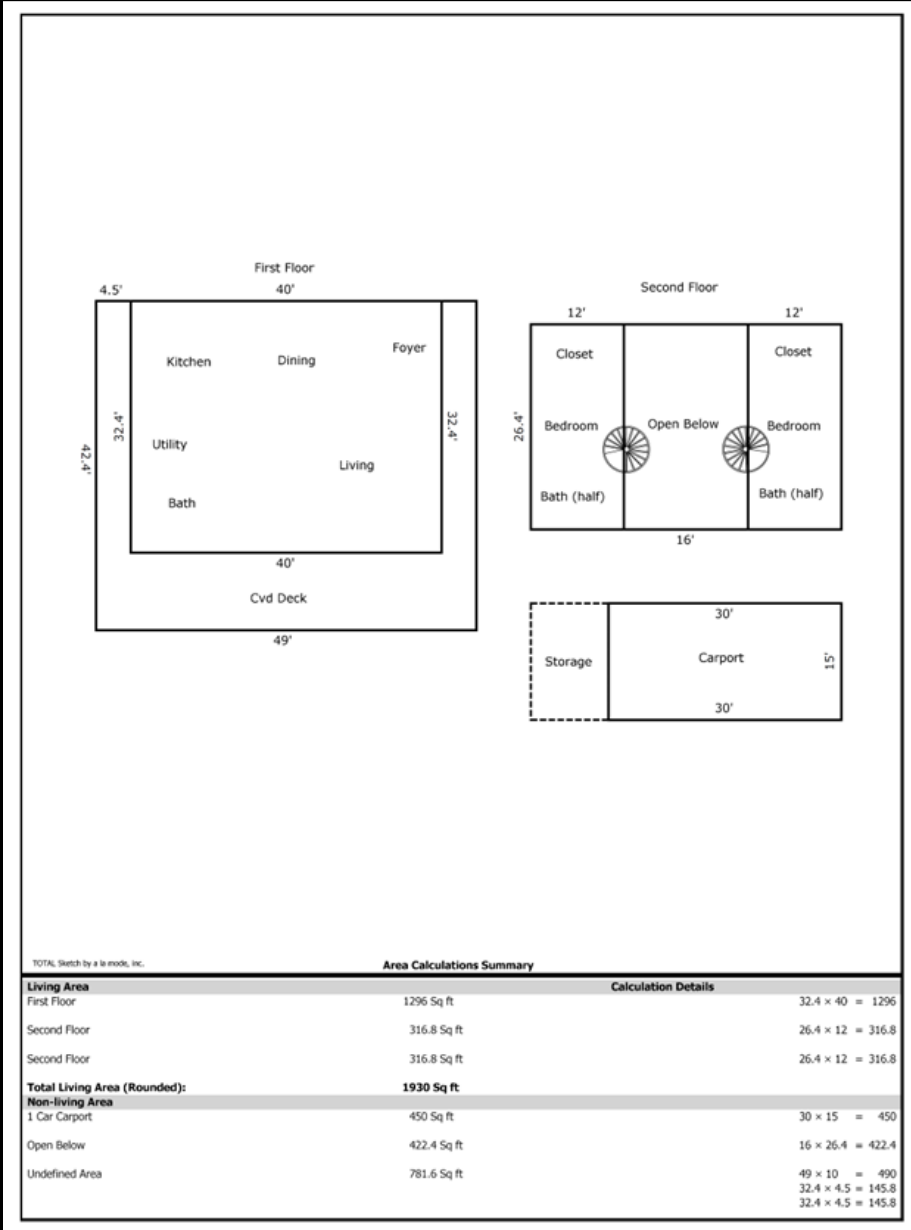 First Floor
4.5'
40'
Kitchen
Dining
Foyer
32.4'
32.4'
42.4'
Utility
Living
Bath
40'
Cvd Deck
49'
Second Floor
12'
12'
Closet
Closet
26.4'
Bedroom
Open Below
Bedroom
Bath (half)
Bath (half)
16'
30'
Storage
Carport
15'
30'
TOTAL Sketch by a la mode, inc.
Area Calculations Summary
Living Area Calculation Details
First Floor 1296 Sq ft 32.4 × 40 = 1296
Second Floor 316.8 Sq ft 26.4 × 12 = 316.8
Second Floor 316.8 Sq ft 26.4 × 12 = 316.8
Total Living Area (Rounded): 1930 Sq ft
Non-living Area
1 Car Carport 450 Sq ft 30 × 15 = 450
Open Below 422.4 Sq ft 16 × 26.4 = 422.4
Undefined Area 781.6 Sq ft 49 × 10 = 490
32.4 × 4.5 = 145.8
32.4 × 4.5 = 145.8